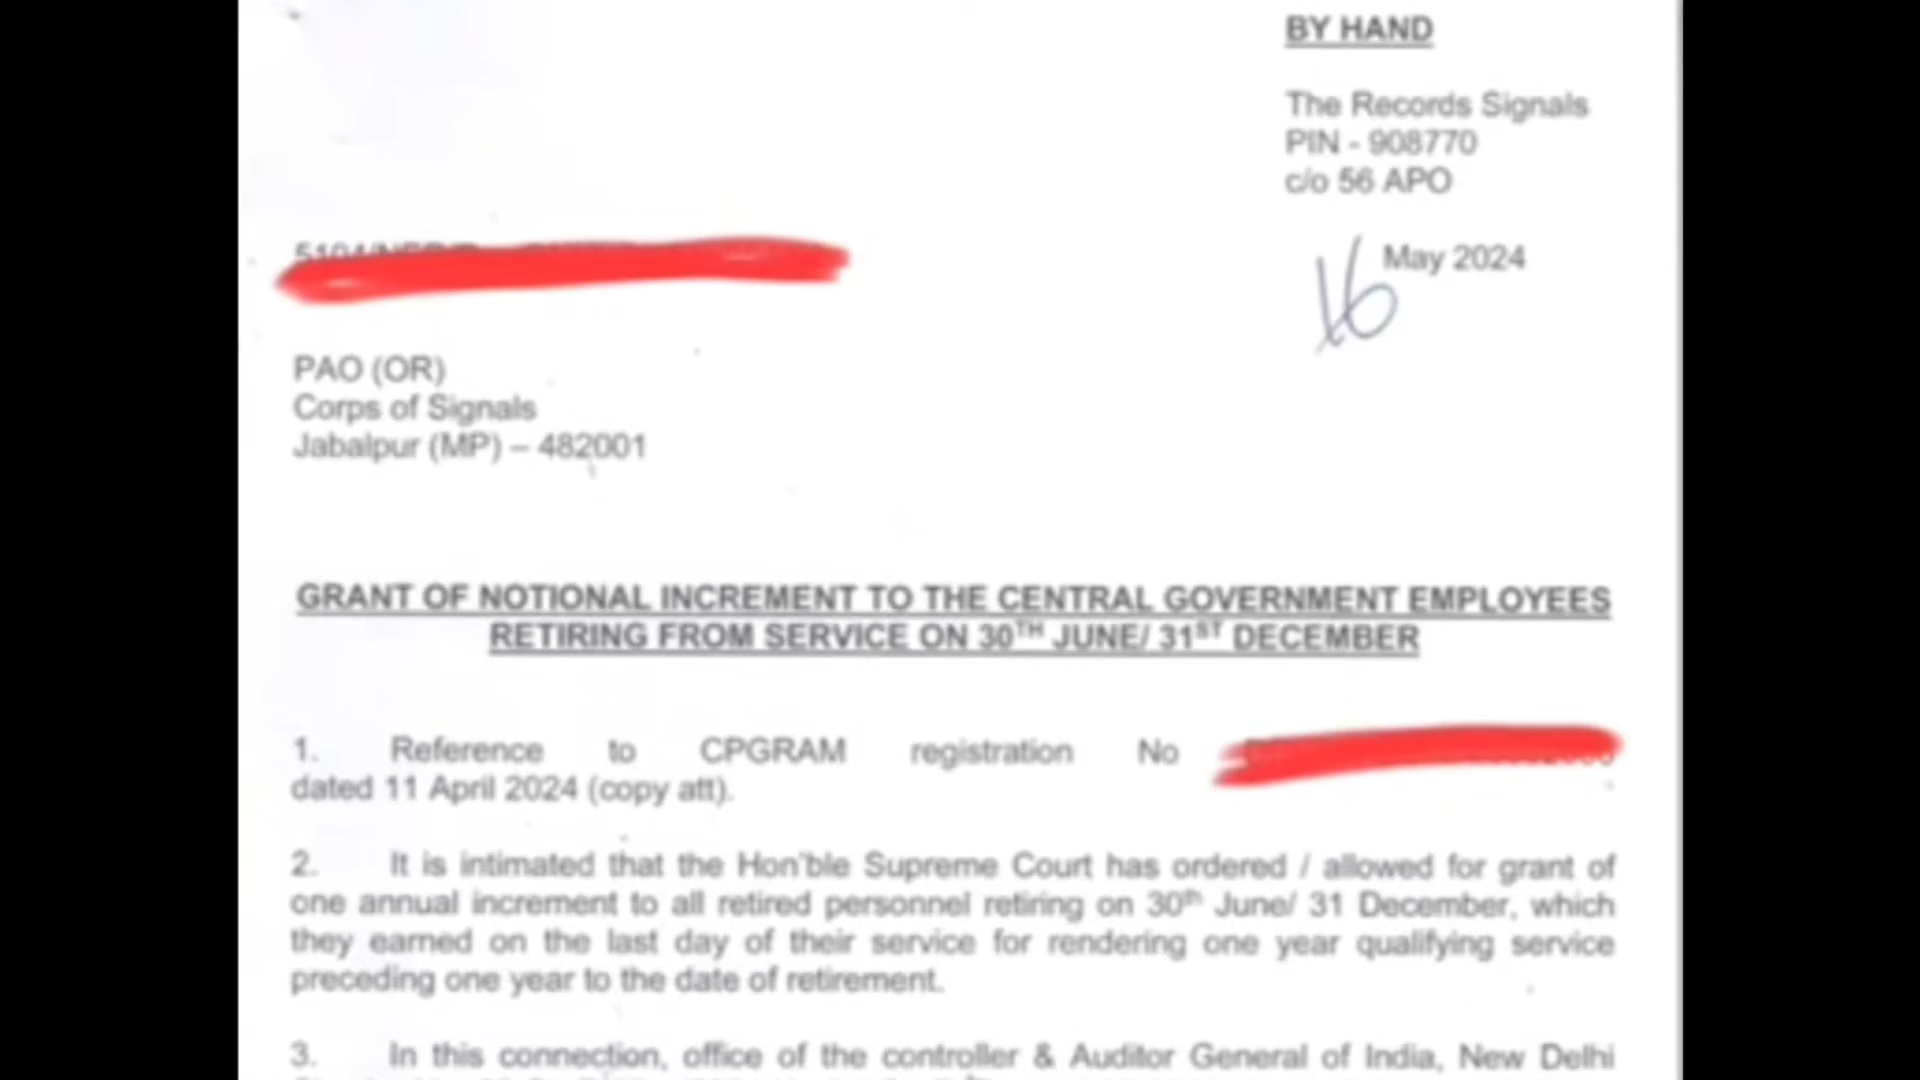 BY HAND
The Records Signals
PIN - 908770
c/o 56 APO
16 May 2024
PAO (OR)
Corps of Signals
Jabalpur (MP) – 482001
GRANT OF NOTIONAL INCREMENT TO THE CENTRAL GOVERNMENT EMPLOYEES
RETIRING FROM SERVICE ON 30TH JUNE/ 31ST DECEMBER
1. Reference to CPGRAM registration No
dated 11 April 2024 (copy att).
2. It is intimated that the Hon'ble Supreme Court has ordered / allowed for grant of
one annual increment to all retired personnel retiring on 30th June/ 31 December, which
they earned on the last day of their service for rendering one year qualifying service
preceding one year to the date of retirement.
3. In this connection, office of the controller & Auditor General of India, New Delhi